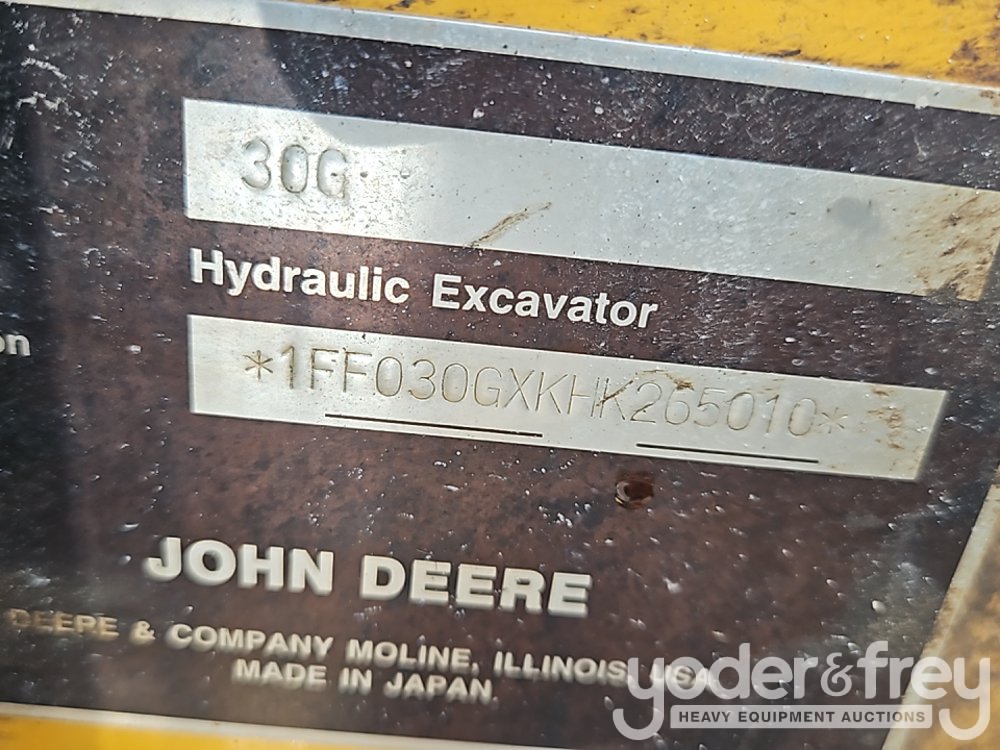 30G
Hydraulic Excavator
on
*1FF030GXKHK265010*
JOHN DEERE
DEERE & COMPANY MOLINE, ILLINOIS, USA
MADE IN JAPAN
yoder&frey
HEAVY EQUIPMENT AUCTIONS